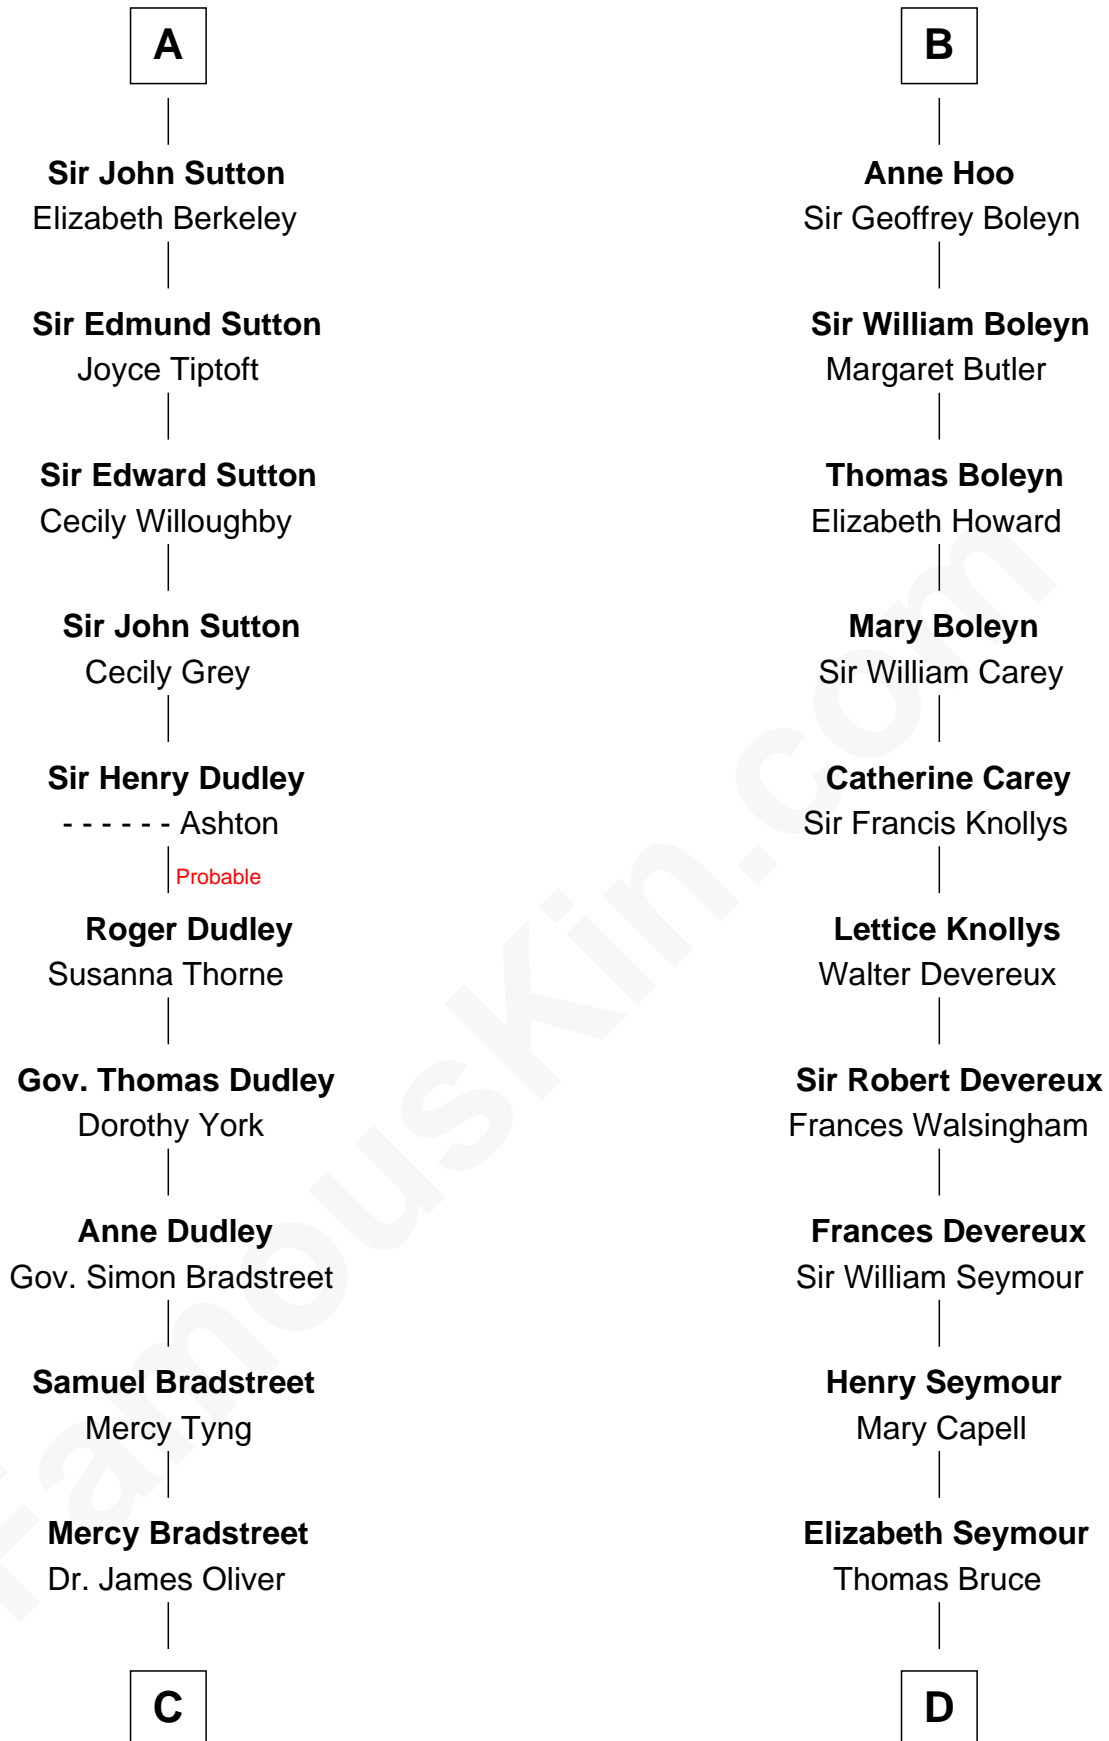 A
Sir John Sutton
Elizabeth Berkeley
Sir Edmund Sutton
Joyce Tiptoft
Sir Edward Sutton
Cecily Willoughby
Sir John Sutton
Cecily Grey
Sir Henry Dudley
- - - - - - Ashton
Probable
Roger Dudley
Susanna Thorne
Gov. Thomas Dudley
Dorothy York
Anne Dudley
Gov. Simon Bradstreet
Samuel Bradstreet
Mercy Tyng
Mercy Bradstreet
Dr. James Oliver
C
B
Anne Hoo
Sir Geoffrey Boleyn
Sir William Boleyn
Margaret Butler
Thomas Boleyn
Elizabeth Howard
Mary Boleyn
Sir William Carey
Catherine Carey
Sir Francis Knollys
Lettice Knollys
Walter Devereux
Sir Robert Devereux
Frances Walsingham
Frances Devereux
Sir William Seymour
Henry Seymour
Mary Capell
Elizabeth Seymour
Thomas Bruce
D
FamousKin.com